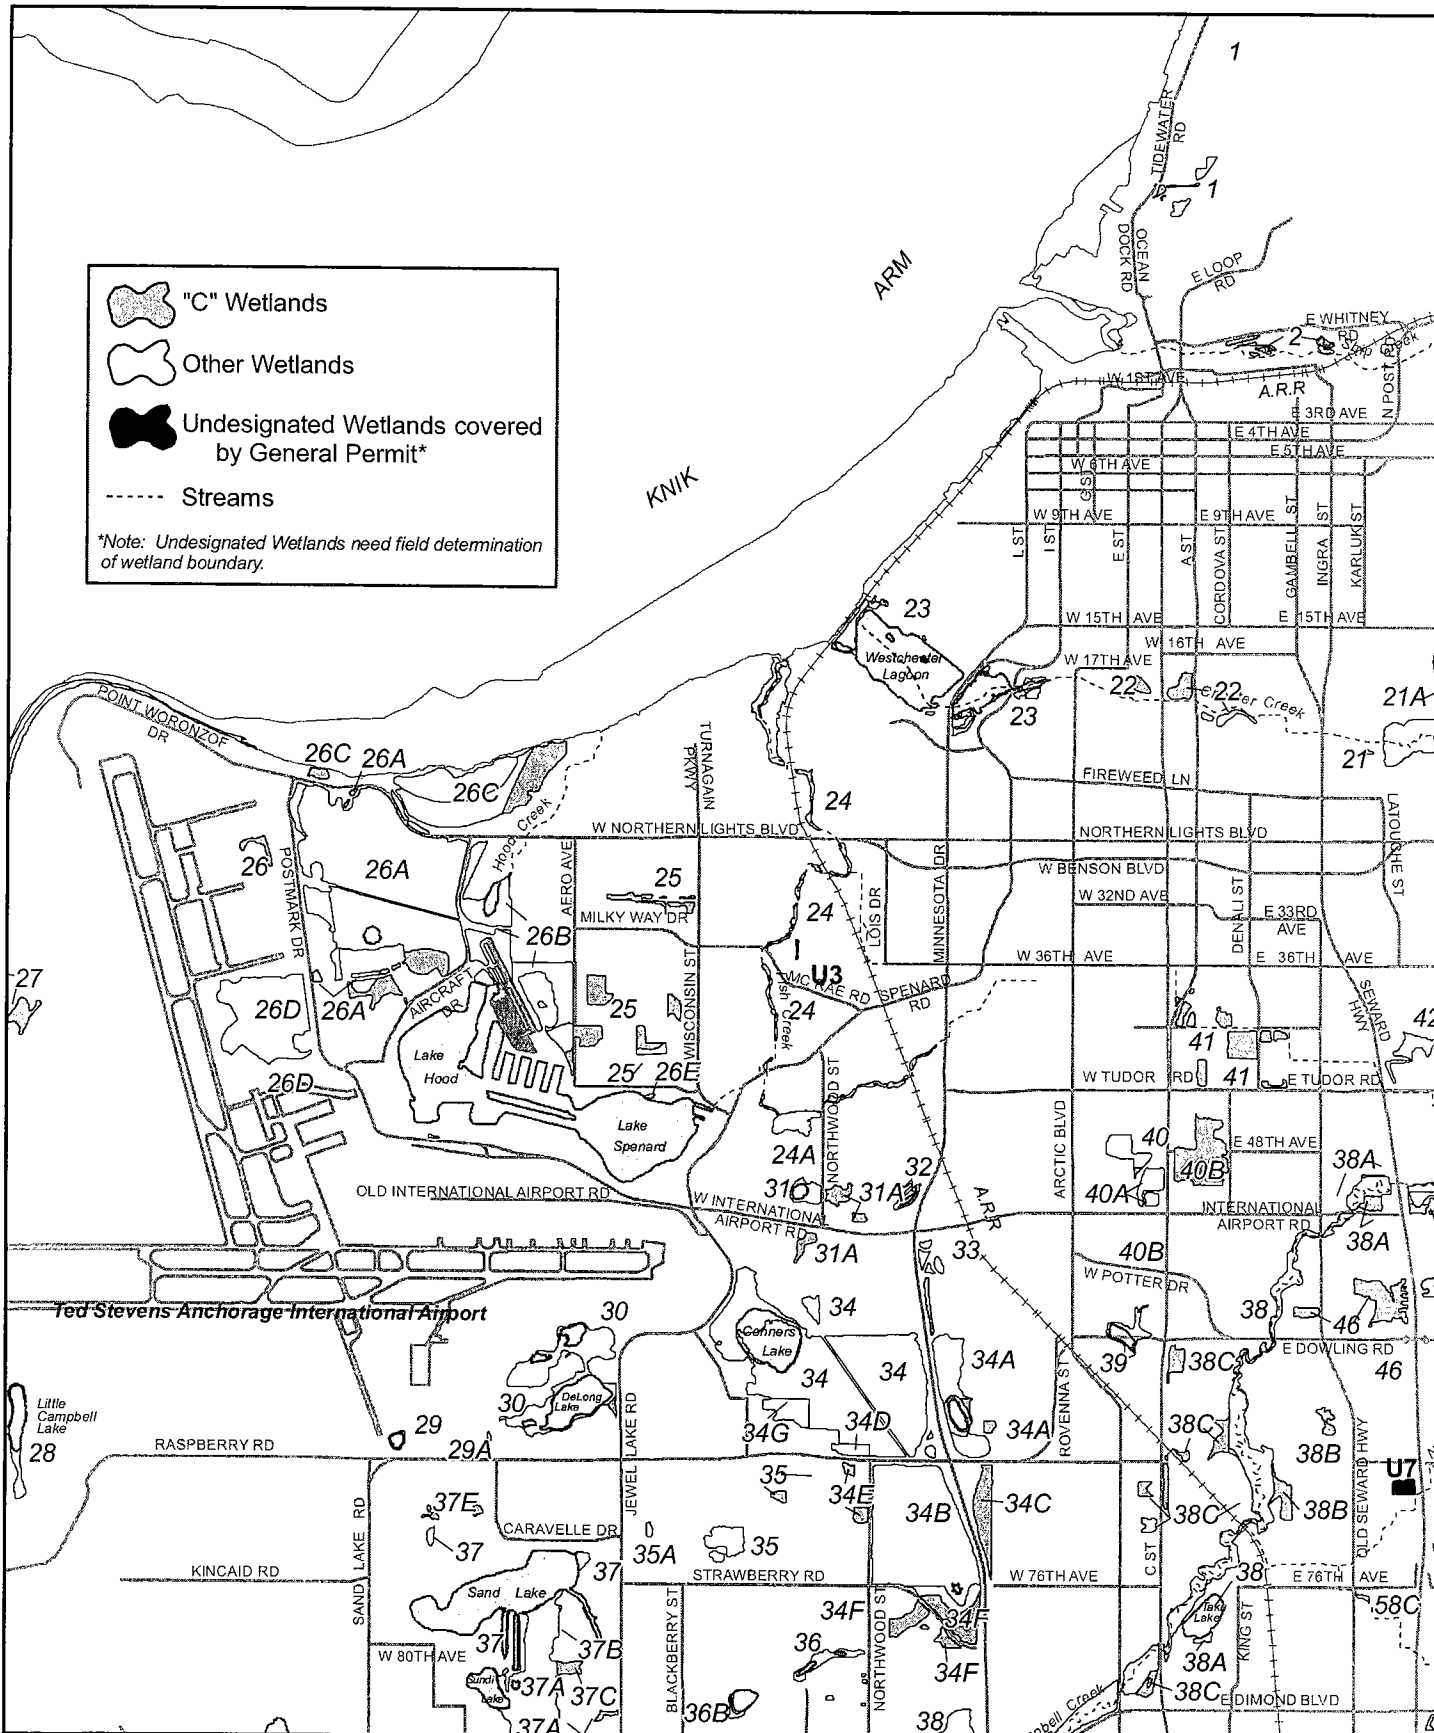 1
TIDEWATER RD
1
OCEAN DOCK RD
E LOOP RD
ARM
KNIK
"C" Wetlands
Other Wetlands
Undesignated Wetlands covered
by General Permit*
Streams
*Note: Undesignated Wetlands need field determination
of wetland boundary.
E WHITNEY RD
2
Ship Creek
N POST RD
W 1ST AVE
A.R.R
E 3RD AVE
E 4TH AVE
E 5TH AVE
W 6TH AVE
G ST
W 9TH AVE
E 9TH AVE
L ST
I ST
E ST
A ST
CORDOVA ST
GAMBELL ST
INGRA ST
KARLUK ST
23
W 15TH AVE
E 15TH AVE
W 16TH AVE
W 17TH AVE
Westchester
Lagoon
23
22
22
Chester Creek
21A
21
POINT WORONZOF
DR
26C
26A
26C
Hood Creek
TURNAGAIN
PKWY
24
FIREWEED LN
LATOUCHE ST
W NORTHERN LIGHTS BLVD
NORTHERN LIGHTS BLVD
26
POSTMARK DR
26A
AERO AVE
25
MILKY WAY DR
24
LOIS DR
MINNESOTA DR
W BENSON BLVD
W 32ND AVE
DENALI ST
E 33RD
AVE
26B
W 36TH AVE
E 36TH AVE
27
26D
26A
AIRCRAFT
DR
25
WISCONSIN ST
U3
MCRAE RD
SPENARD
RD
24
Fish Creek
SEWARD
HWY
42
Lake
Hood
25
26E
41
26D
W TUDOR RD
41
E TUDOR RD
Lake
Spenard
24A
NORTHWOOD ST
ARCTIC BLVD
40
E 48TH AVE
40B
38A
32
31
31A
40A
OLD INTERNATIONAL AIRPORT RD
W INTERNATIONAL
AIRPORT RD
A.R.R
INTERNATIONAL
AIRPORT RD
31A
33
40B
38A
W POTTER DR
Ted Stevens Anchorage International Airport
30
34
38
46
Conners
Lake
E DOWLING RD
34
34
34A
39
38C
46
Little
Campbell
Lake
28
30
DeLong
Lake
JEWEL LAKE RD
ROVENNA ST
29
29A
34G
34D
34A
38C
38B
OLD SEWARD HWY
RASPBERRY RD
35
34E
U7
37E
34B
34C
38C
38B
SAND LAKE RD
CARAVELLE DR
37
35A
35
C ST
KINCAID RD
37
Sand Lake
STRAWBERRY RD
W 76TH AVE
38
E 76TH AVE
BLACKBERRY ST
34F
NORTHWOOD ST
34F
Taku
Lake
KING ST
58C
37
37B
W 80TH AVE
36
34F
38A
Sundi
Lake
37A
37C
38C
E DIMOND BLVD
36B
37A
38